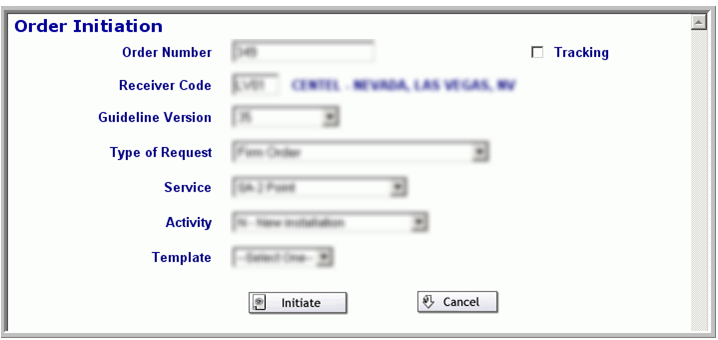 Order Initiation
Order Number 349 Tracking
Receiver Code LV01 CENTEL - NEVADA, LAS VEGAS, NV
Guideline Version 35
Type of Request Firm Order
Service SA-2 Point
Activity N - New Installation
Template --Select One--
Initiate Cancel